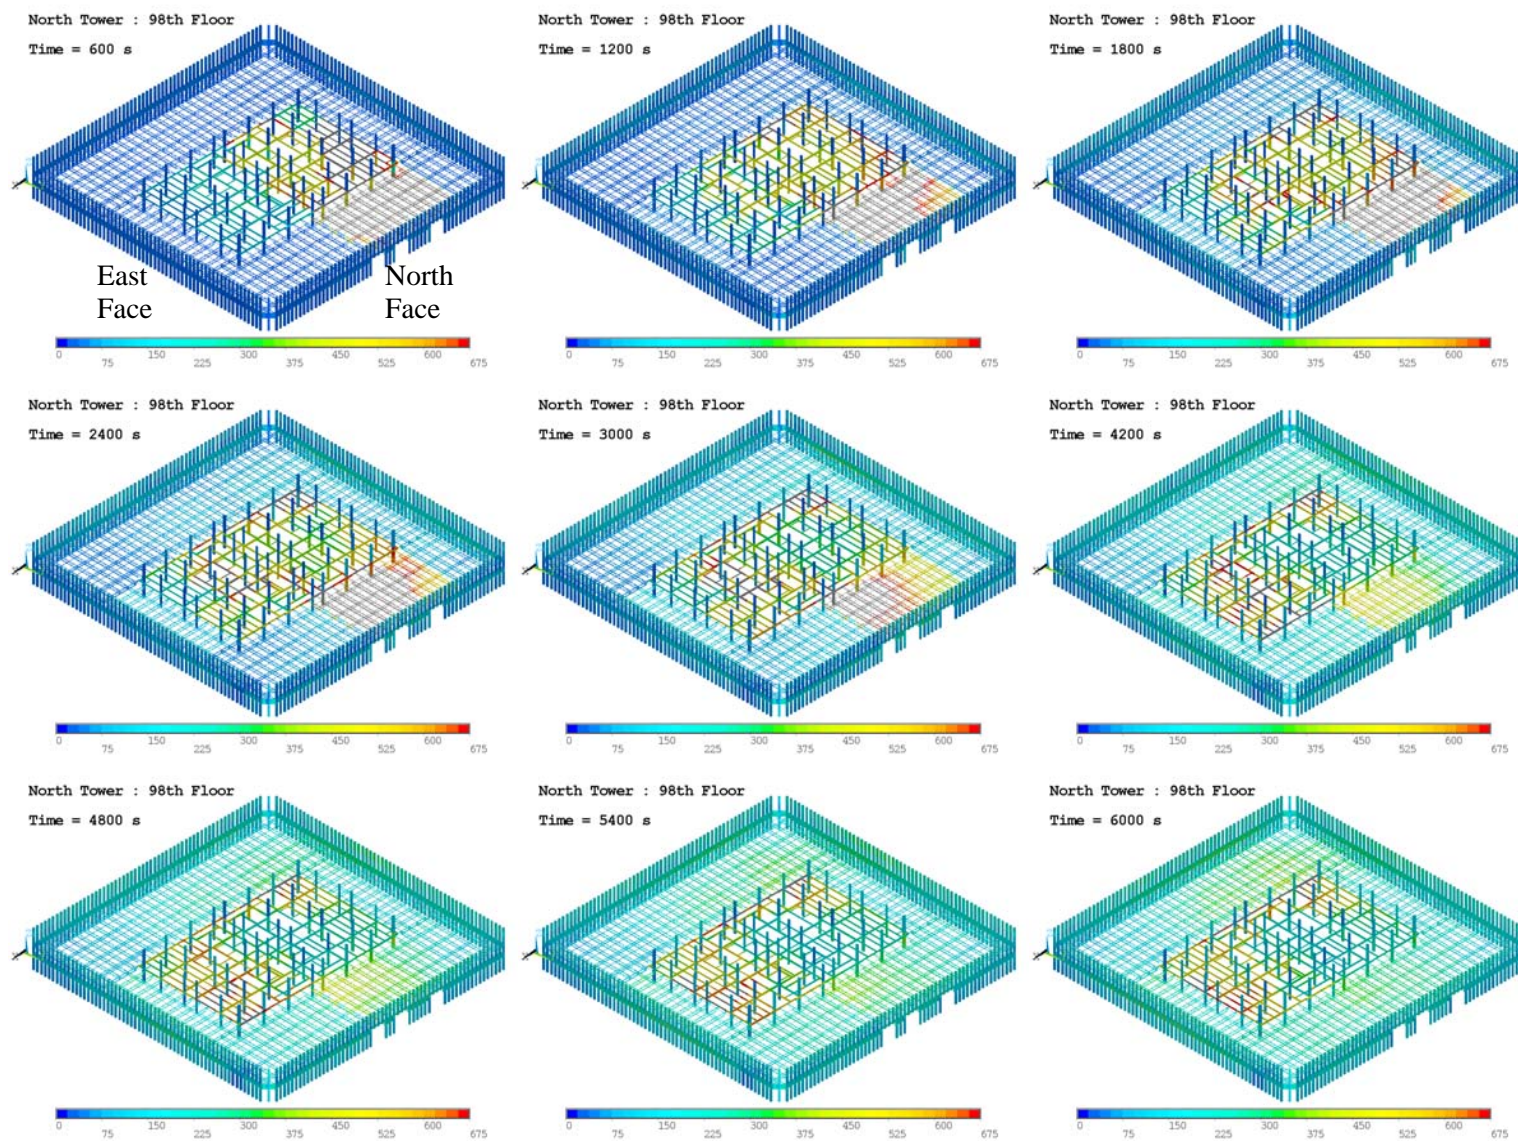 North Tower : 98th Floor
Time = 600 s
East
Face
North
Face
0 75 150 225 300 375 450 525 600 675
North Tower : 98th Floor
Time = 1200 s
0 75 150 225 300 375 450 525 600 675
North Tower : 98th Floor
Time = 1800 s
0 75 150 225 300 375 450 525 600 675
North Tower : 98th Floor
Time = 2400 s
0 75 150 225 300 375 450 525 600 675
North Tower : 98th Floor
Time = 3000 s
0 75 150 225 300 375 450 525 600 675
North Tower : 98th Floor
Time = 4200 s
0 75 150 225 300 375 450 525 600 675
North Tower : 98th Floor
Time = 4800 s
0 75 150 225 300 375 450 525 600 675
North Tower : 98th Floor
Time = 5400 s
0 75 150 225 300 375 450 525 600 675
North Tower : 98th Floor
Time = 6000 s
0 75 150 225 300 375 450 525 600 675